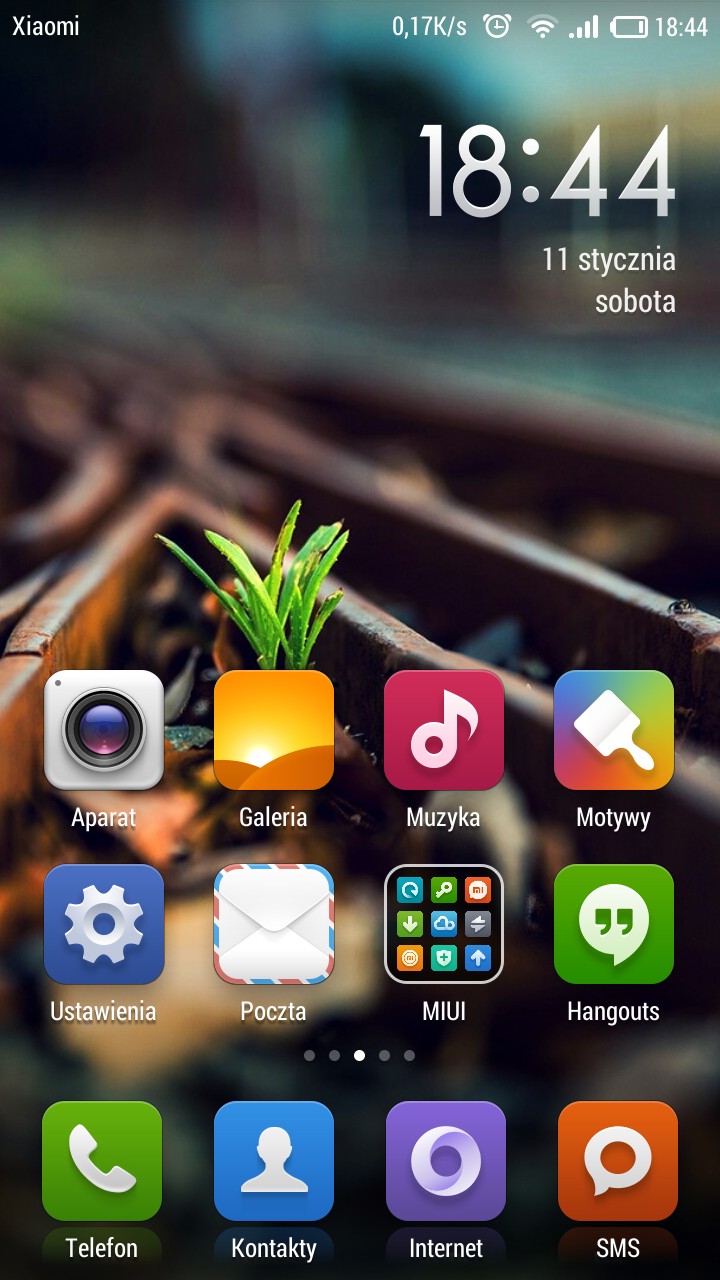 Xiaomi 0,17K/s 18:44
18:44
11 stycznia
sobota
Aparat Galeria Muzyka Motywy
Ustawienia Poczta MIUI Hangouts
Telefon Kontakty Internet SMS